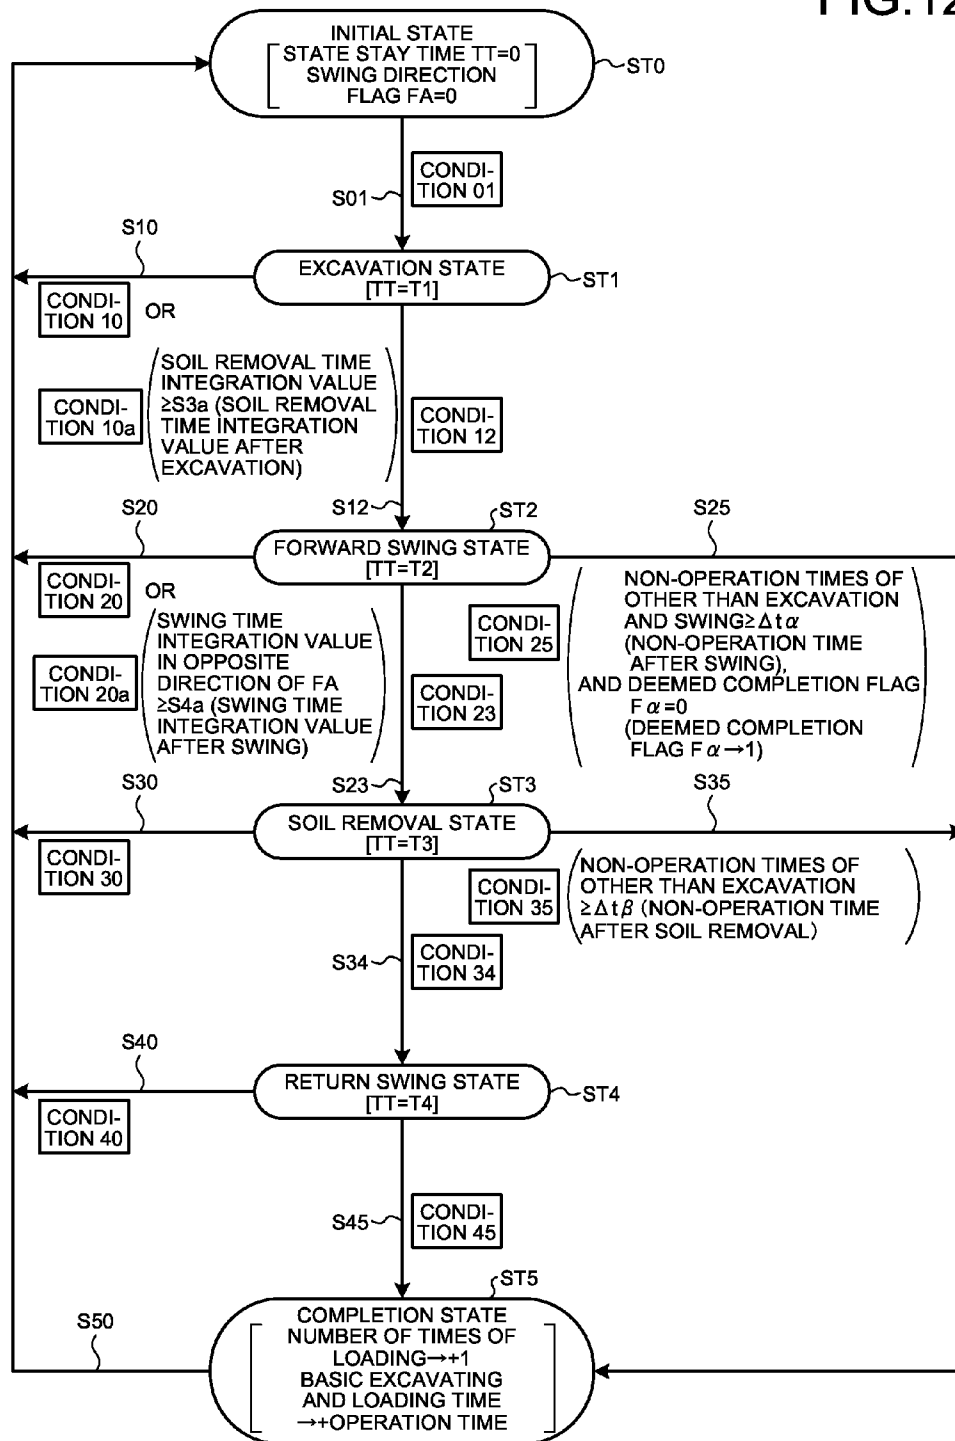 FIG.12
INITIAL STATE
STATE STAY TIME TT=0
SWING DIRECTION
FLAG FA=0
ST0
CONDI-
TION 01
S01
S10
EXCAVATION STATE
[TT=T1]
ST1
CONDI-
TION 10
OR
CONDI-
TION 10a
SOIL REMOVAL TIME
INTEGRATION VALUE
≥S3a (SOIL REMOVAL
TIME INTEGRATION
VALUE AFTER
EXCAVATION)
CONDI-
TION 12
S12
S20
ST2
S25
FORWARD SWING STATE
[TT=T2]
CONDI-
TION 20
OR
CONDI-
TION 20a
SWING TIME
INTEGRATION VALUE
IN OPPOSITE
DIRECTION OF FA
≥S4a (SWING TIME
INTEGRATION VALUE
AFTER SWING)
CONDI-
TION 23
CONDI-
TION 25
NON-OPERATION TIMES OF
OTHER THAN EXCAVATION
AND SWING≥Δtα
(NON-OPERATION TIME
AFTER SWING),
AND DEEMED COMPLETION FLAG
Fα=0
(DEEMED COMPLETION
FLAG Fα→1)
S23
S30
ST3
S35
SOIL REMOVAL STATE
[TT=T3]
CONDI-
TION 30
CONDI-
TION 35
NON-OPERATION TIMES OF
OTHER THAN EXCAVATION
≥Δtβ (NON-OPERATION TIME
AFTER SOIL REMOVAL)
S34
CONDI-
TION 34
S40
RETURN SWING STATE
[TT=T4]
ST4
CONDI-
TION 40
S45
CONDI-
TION 45
ST5
S50
COMPLETION STATE
NUMBER OF TIMES OF
LOADING→+1
BASIC EXCAVATING
AND LOADING TIME
→+OPERATION TIME